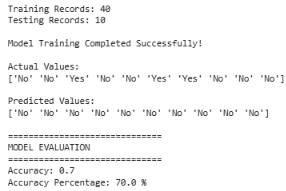 Training Records: 40
Testing Records: 10
Model Training Completed Successfully!
Actual Values:
['No' 'No' 'Yes' 'No' 'No' 'Yes' 'Yes' 'No' 'No' 'No']
Predicted Values:
['No' 'No' 'No' 'No' 'No' 'No' 'No' 'No' 'No' 'No']
==============================
MODEL EVALUATION
==============================
Accuracy: 0.7
Accuracy Percentage: 70.0 %